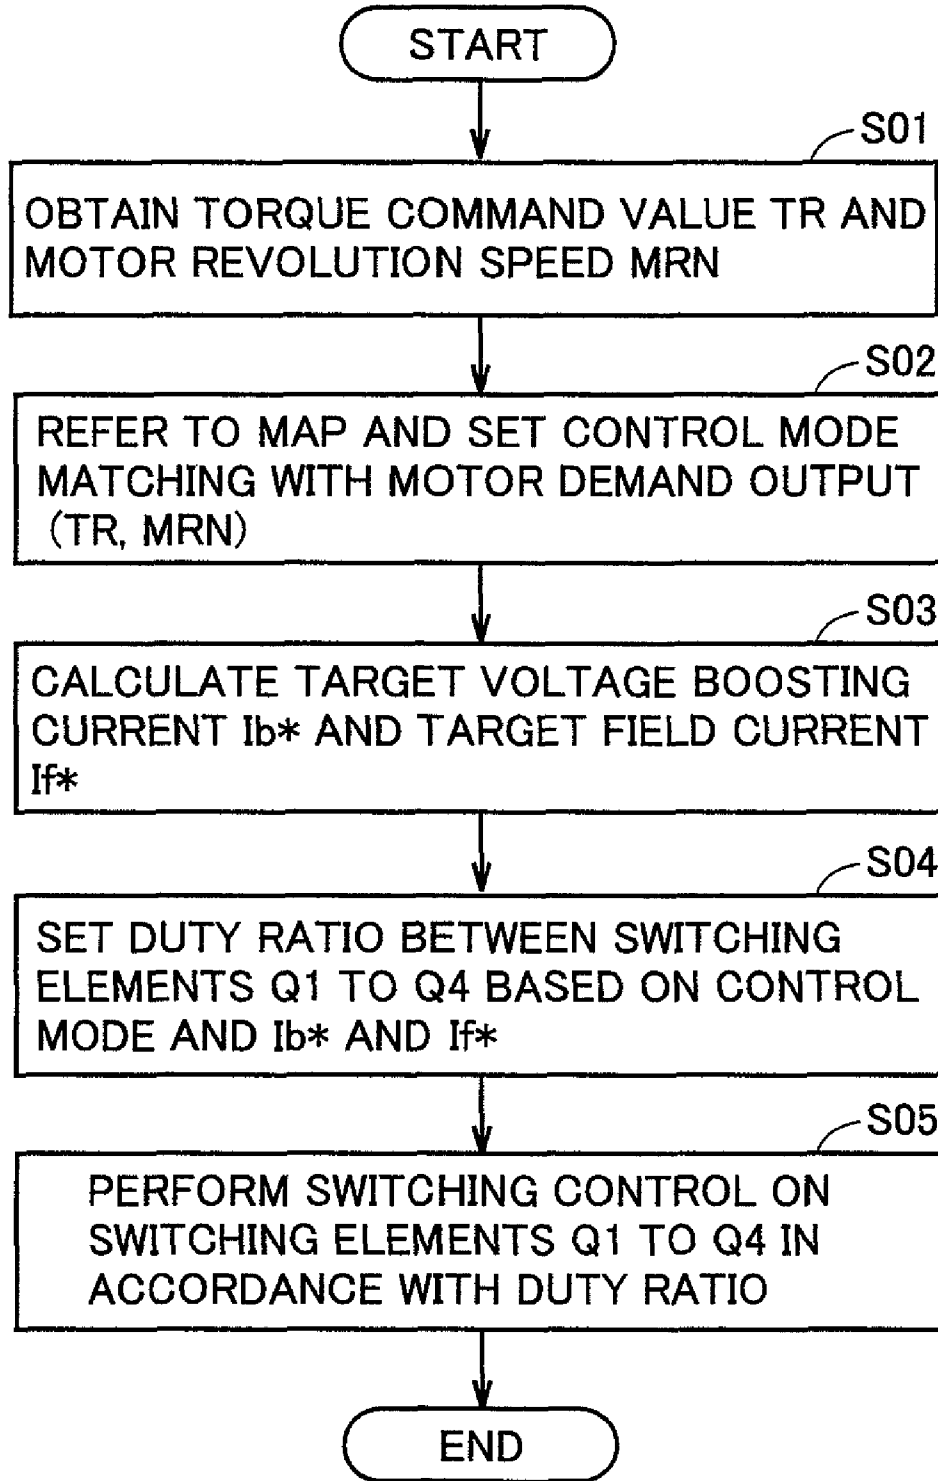 START
S01
OBTAIN TORQUE COMMAND VALUE TR AND
MOTOR REVOLUTION SPEED MRN
S02
REFER TO MAP AND SET CONTROL MODE
MATCHING WITH MOTOR DEMAND OUTPUT
(TR, MRN)
S03
CALCULATE TARGET VOLTAGE BOOSTING
CURRENT Ib* AND TARGET FIELD CURRENT
If*
S04
SET DUTY RATIO BETWEEN SWITCHING
ELEMENTS Q1 TO Q4 BASED ON CONTROL
MODE AND Ib* AND If*
S05
PERFORM SWITCHING CONTROL ON
SWITCHING ELEMENTS Q1 TO Q4 IN
ACCORDANCE WITH DUTY RATIO
END